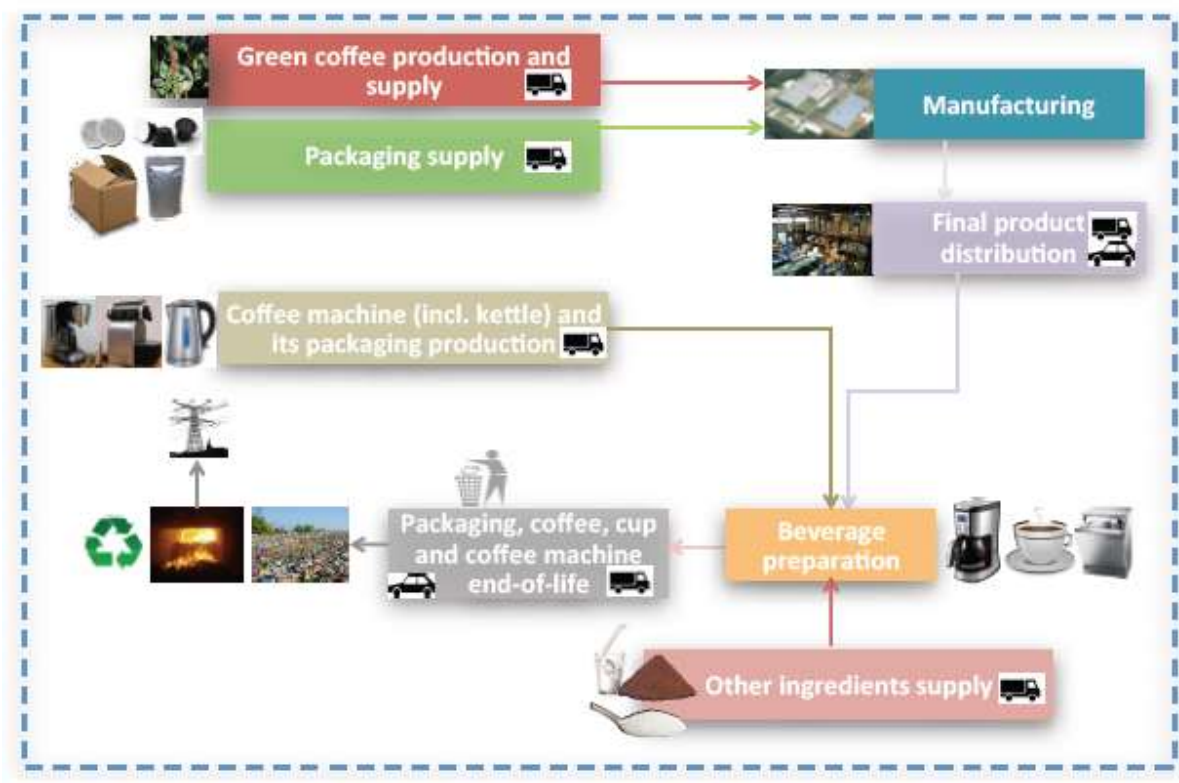 Green coffee production and
supply
Packaging supply
Manufacturing
Final product
distribution
Coffee machine (incl. kettle) and
its packaging production
Packaging, coffee, cup
and coffee machine
end-of-life
Beverage
preparation
Other ingredients supply